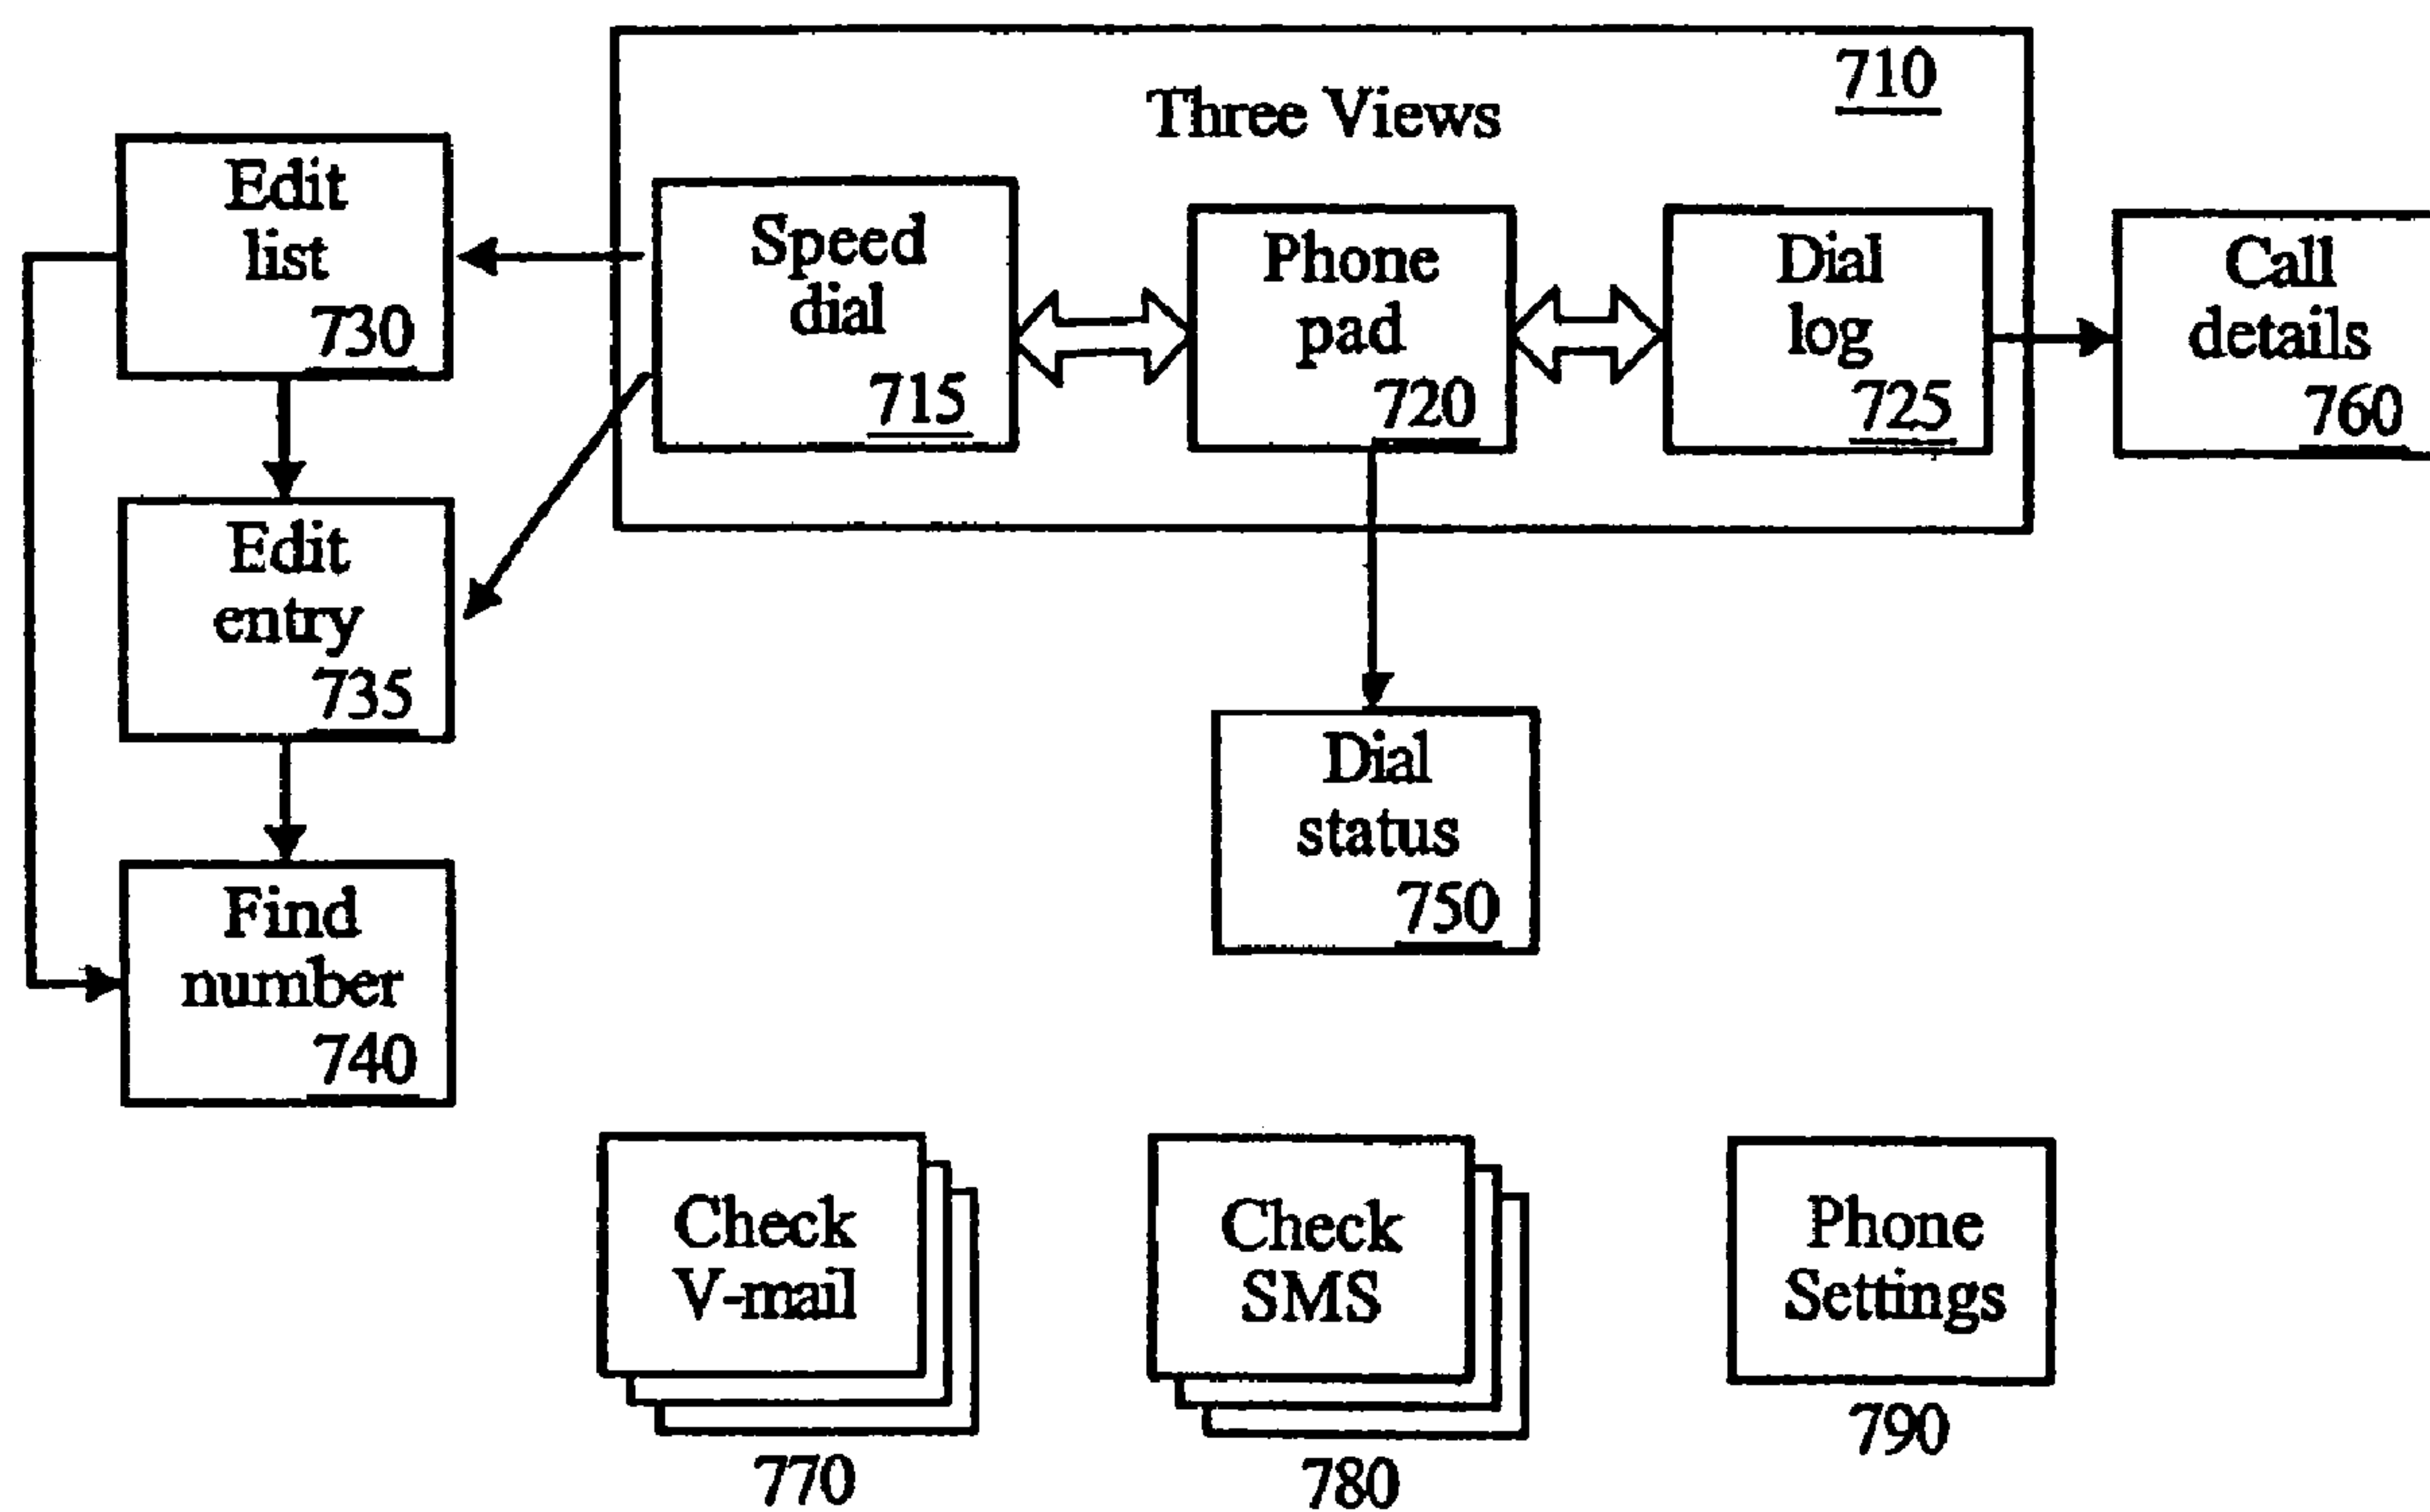 710
Three Views
Edit
list
730
Speed
dial
715
Phone
pad
720
Dial
log
725
Call
details
760
Edit
entry
735
Dial
status
750
Find
number
740
Check
V-mail
770
Check
SMS
780
Phone
Settings
790